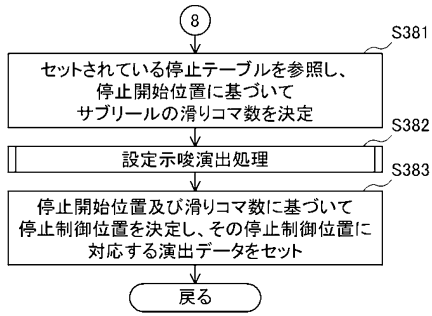 8
S381
セットされている停止テーブルを参照し、
停止開始位置に基づいて
サブリールの滑りコマ数を決定
S382
設定示唆演出処理
S383
停止開始位置及び滑りコマ数に基づいて
停止制御位置を決定し、その停止制御位置に
対応する演出データをセット
戻る